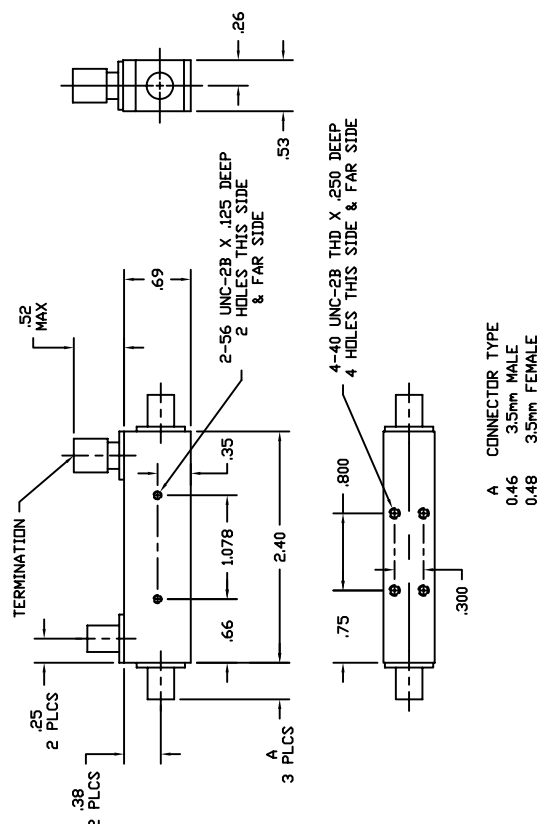 .38
2 PLCS
.25
2 PLCS
TERMINATION
.52
MAX
.69
A
3 PLCS
.66
1.078
.35
2.40
2-56 UNC-2B X .125 DEEP
2 HOLES THIS SIDE
& FAR SIDE
.26
.53
4-40 UNC-2B THD X .250 DEEP
4 HOLES THIS SIDE & FAR SIDE
.75
.800
.300
A CONNECTOR TYPE
0.46 3.5mm MALE
0.48 3.5mm FEMALE